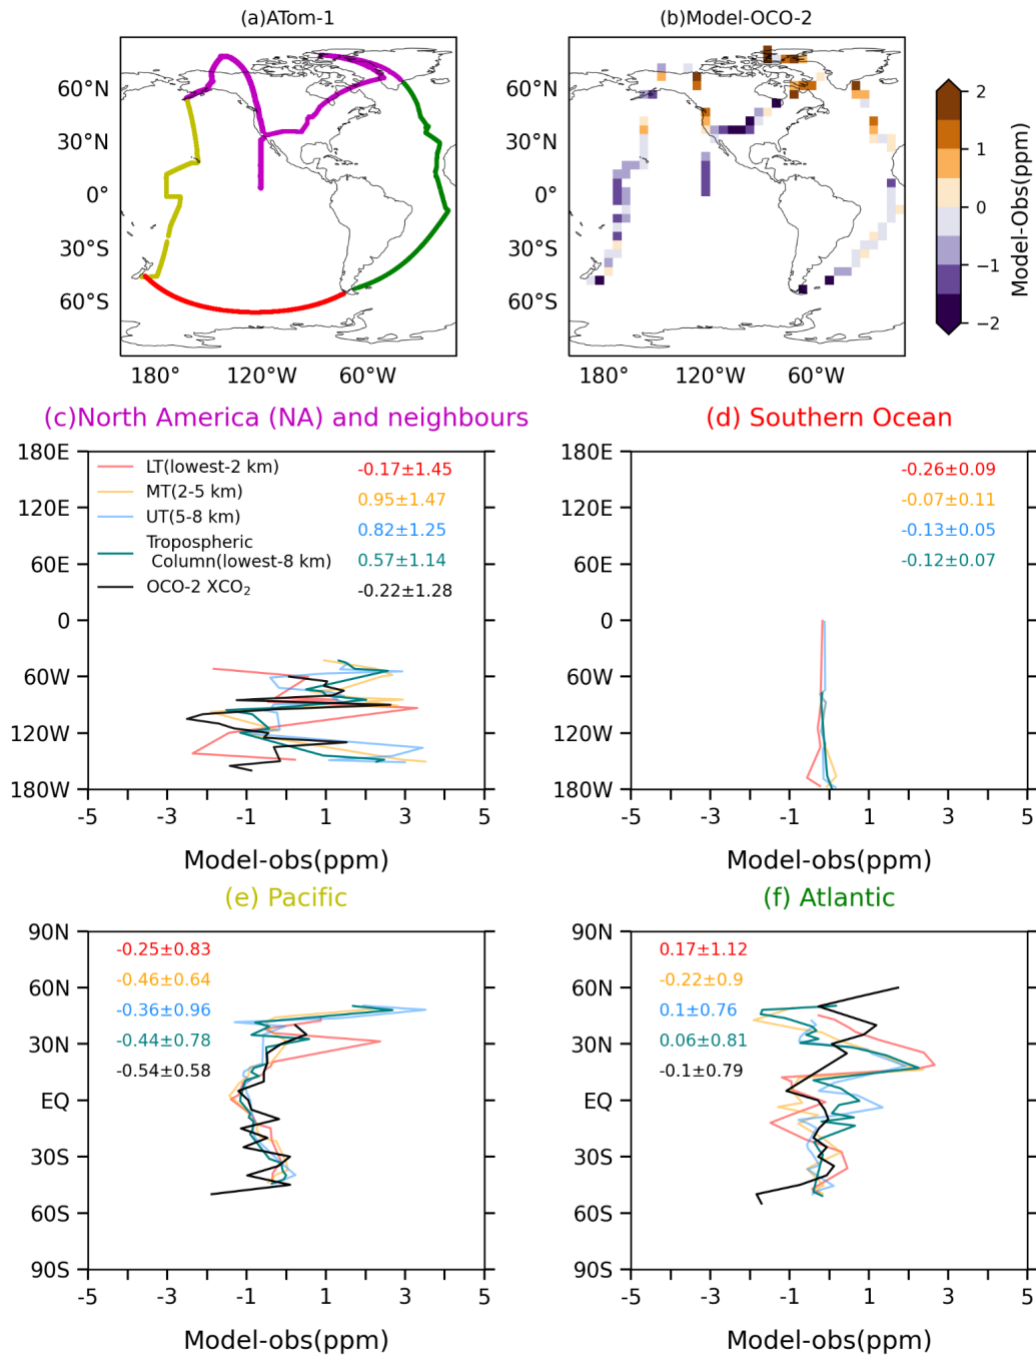 (a)ATom-1
(b)Model-OCO-2
60°N
30°N
0°
30°S
60°S
180°
120°W
60°W
60°N
30°N
0°
30°S
60°S
180°
120°W
60°W
2
1
0
−1
−2
Model-Obs(ppm)
(c)North America (NA) and neighbours
180E
120E
60E
0
60W
120W
180W
LT(lowest-2 km)
MT(2-5 km)
UT(5-8 km)
Tropospheric
Column(lowest-8 km)
OCO-2 XCO₂
-0.17±1.45
0.95±1.47
0.82±1.25
0.57±1.14
-0.22±1.28
-5
-3
-1
1
3
5
Model-obs(ppm)
(d) Southern Ocean
180E
120E
60E
0
60W
120W
180W
-0.26±0.09
-0.07±0.11
-0.13±0.05
-0.12±0.07
-5
-3
-1
1
3
5
Model-obs(ppm)
(e) Pacific
90N
60N
30N
EQ
30S
60S
90S
-0.25±0.83
-0.46±0.64
-0.36±0.96
-0.44±0.78
-0.54±0.58
-5
-3
-1
1
3
5
Model-obs(ppm)
(f) Atlantic
90N
60N
30N
EQ
30S
60S
90S
0.17±1.12
-0.22±0.9
0.1±0.76
0.06±0.81
-0.1±0.79
-5
-3
-1
1
3
5
Model-obs(ppm)